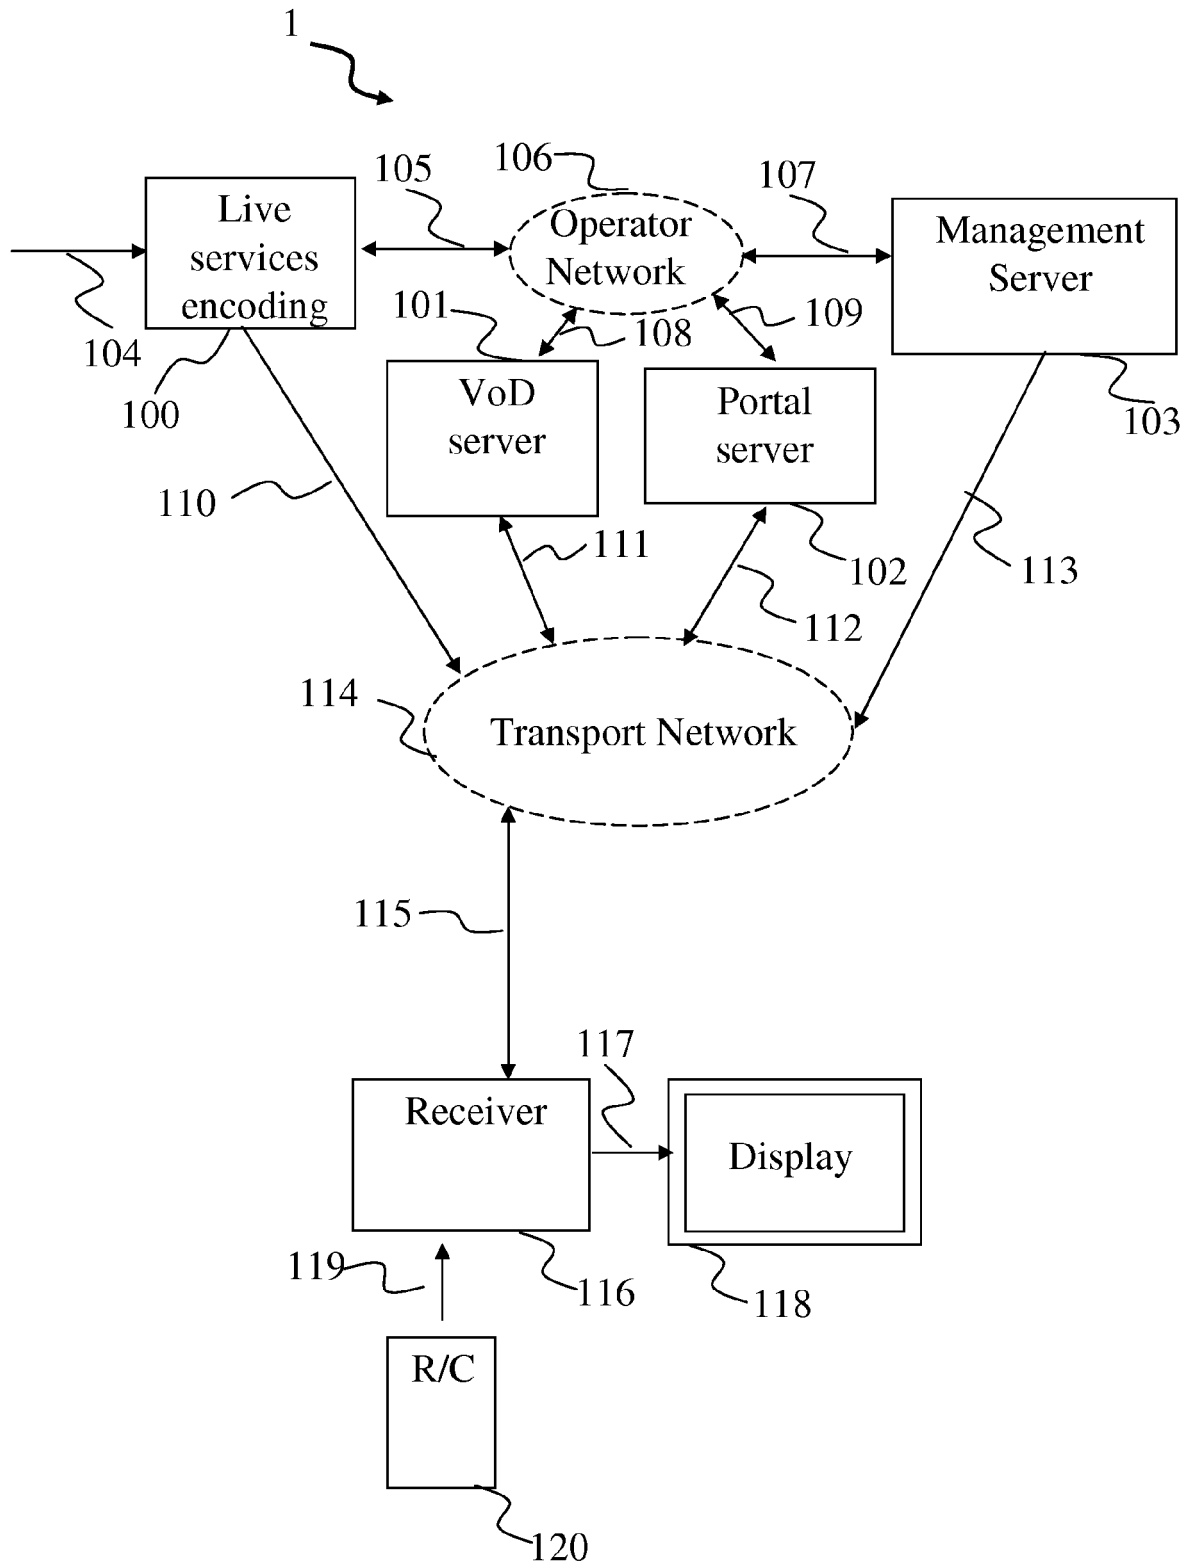 1
106
105
107
Live
services
encoding
Operator
Network
Management
Server
104
101
108
109
100
VoD
server
Portal
server
103
110
111
102
113
112
114
Transport Network
115
117
Receiver
Display
119
116
118
R/C
120